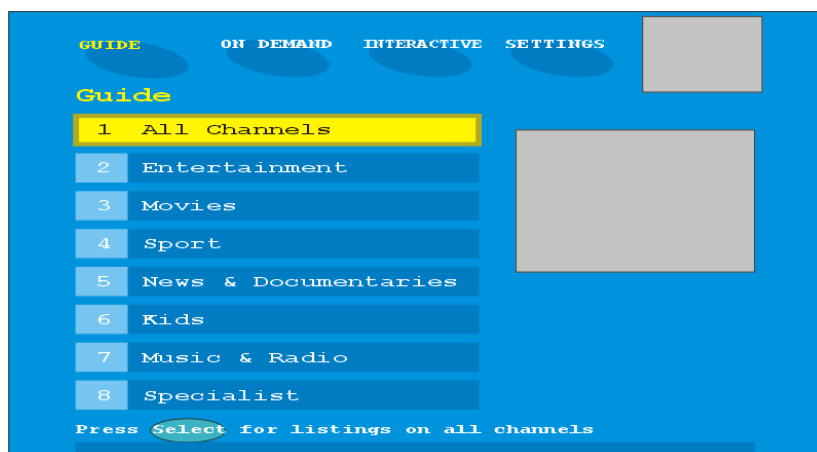 GUIDE ON DEMAND INTERACTIVE SETTINGS
Guide
1 All Channels
2 Entertainment
3 Movies
4 Sport
5 News & Documentaries
6 Kids
7 Music & Radio
8 Specialist
Press Select for listings on all channels